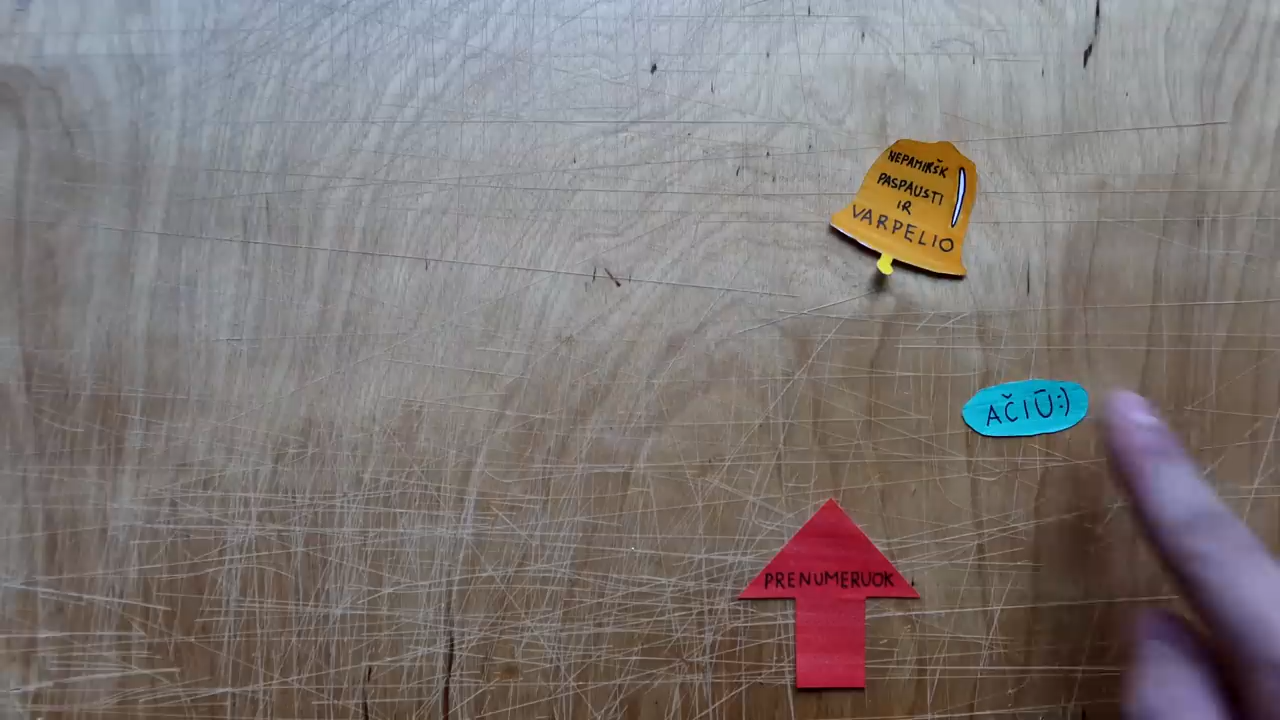 NEPAMIRŠK
PASPAUSTI
IR
VARPELIO
AČIŪ:)
PRENUMERUOK